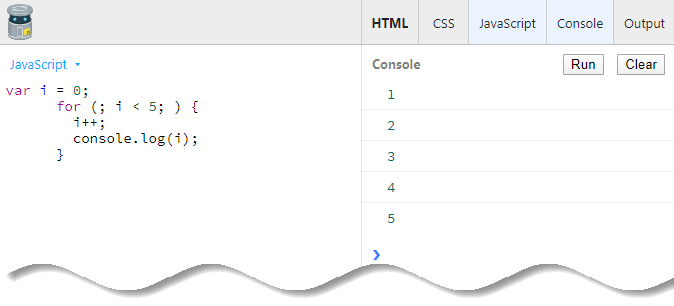 HTML CSS JavaScript Console Output
JavaScript
Console Run Clear
var i = 0;
for (; i < 5; ) {
i++;
console.log(i);
}
1
2
3
4
5